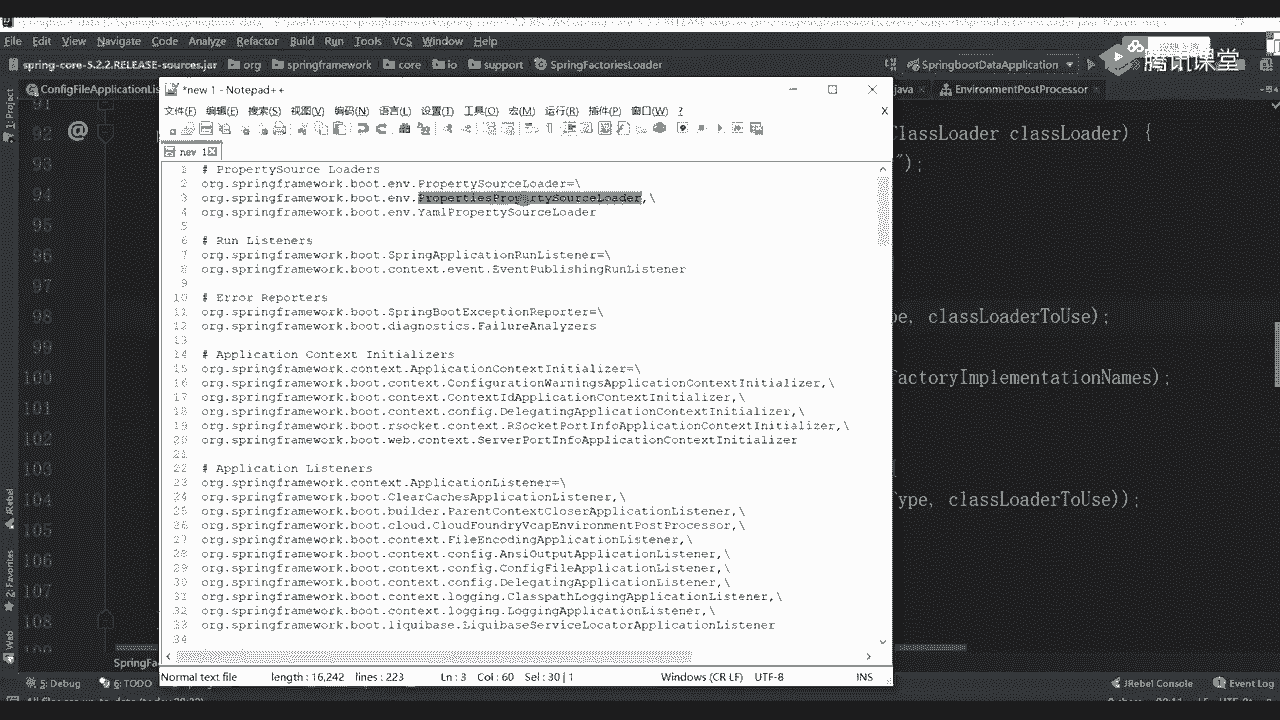 File Edit View Navigate Code Analyze Refactor Build Run Tools VCS Window Help
腾讯课堂
spring-core-5.2.2.RELEASE-sources.jar org springframework core io support SpringFactoriesLoader SpringbootDataApplication
ConfigFileApplicationLis java EnvironmentPostProcessor
*new 1 - Notepad++
文件(F) 编辑(E) 搜索(S) 视图(V) 编码(N) 语言(L) 设置(T) 工具(O) 宏(M) 运行(R) 插件(P) 窗口(W) ? X
new 1
1 # PropertySource Loaders
2 org.springframework.boot.env.PropertySourceLoader=\
3 org.springframework.boot.env.PropertiesPropertySourceLoader,\
4 org.springframework.boot.env.YamlPropertySourceLoader
5
6 # Run Listeners
7 org.springframework.boot.SpringApplicationRunListener=\
8 org.springframework.boot.context.event.EventPublishingRunListener
9
10 # Error Reporters
11 org.springframework.boot.SpringBootExceptionReporter=\
12 org.springframework.boot.diagnostics.FailureAnalyzers
13
14 # Application Context Initializers
15 org.springframework.context.ApplicationContextInitializer=\
16 org.springframework.boot.context.ConfigurationWarningsApplicationContextInitializer,\
17 org.springframework.boot.context.ContextIdApplicationContextInitializer,\
18 org.springframework.boot.context.config.DelegatingApplicationContextInitializer,\
19 org.springframework.boot.rsocket.context.RSocketPortInfoApplicationContextInitializer,\
20 org.springframework.boot.web.context.ServerPortInfoApplicationContextInitializer
21
22 # Application Listeners
23 org.springframework.context.ApplicationListener=\
24 org.springframework.boot.ClearCachesApplicationListener,\
25 org.springframework.boot.builder.ParentContextCloserApplicationListener,\
26 org.springframework.boot.cloud.CloudFoundryVcapEnvironmentPostProcessor,\
27 org.springframework.boot.context.FileEncodingApplicationListener,\
28 org.springframework.boot.context.config.AnsiOutputApplicationListener,\
29 org.springframework.boot.context.config.ConfigFileApplicationListener,\
30 org.springframework.boot.context.config.DelegatingApplicationListener,\
31 org.springframework.boot.context.logging.ClasspathLoggingApplicationListener,\
32 org.springframework.boot.context.logging.LoggingApplicationListener,\
33 org.springframework.boot.liquibase.LiquibaseServiceLocatorApplicationListener
34
Normal text file length : 16,242 lines : 223 Ln : 3 Col : 60 Sel : 30 | 1 Windows (CR LF) UTF-8 INS
92 ClassLoader classLoader) {
93 ");
94
95
96
97
98 pe, classLoaderToUse);
99
100 FactoryImplementationNames);
101
102
103
104 Type, classLoaderToUse));
105
106
107
108
1: Project
JRebel
2: Favorites
Web
SpringFa
5: Debug 6: TODO JRebel Console Event Log